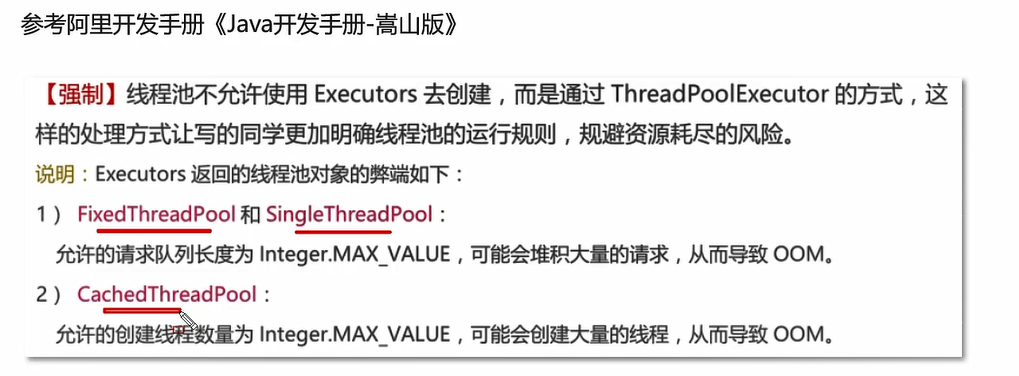 参考阿里开发手册《Java开发手册-嵩山版》
【强制】线程池不允许使用 Executors 去创建，而是通过 ThreadPoolExecutor 的方式，这
样的处理方式让写的同学更加明确线程池的运行规则，规避资源耗尽的风险。
说明：Executors 返回的线程池对象的弊端如下：
1） FixedThreadPool 和 SingleThreadPool：
允许的请求队列长度为 Integer.MAX_VALUE，可能会堆积大量的请求，从而导致 OOM。
2） CachedThreadPool：
允许的创建线程数量为 Integer.MAX_VALUE，可能会创建大量的线程，从而导致 OOM。